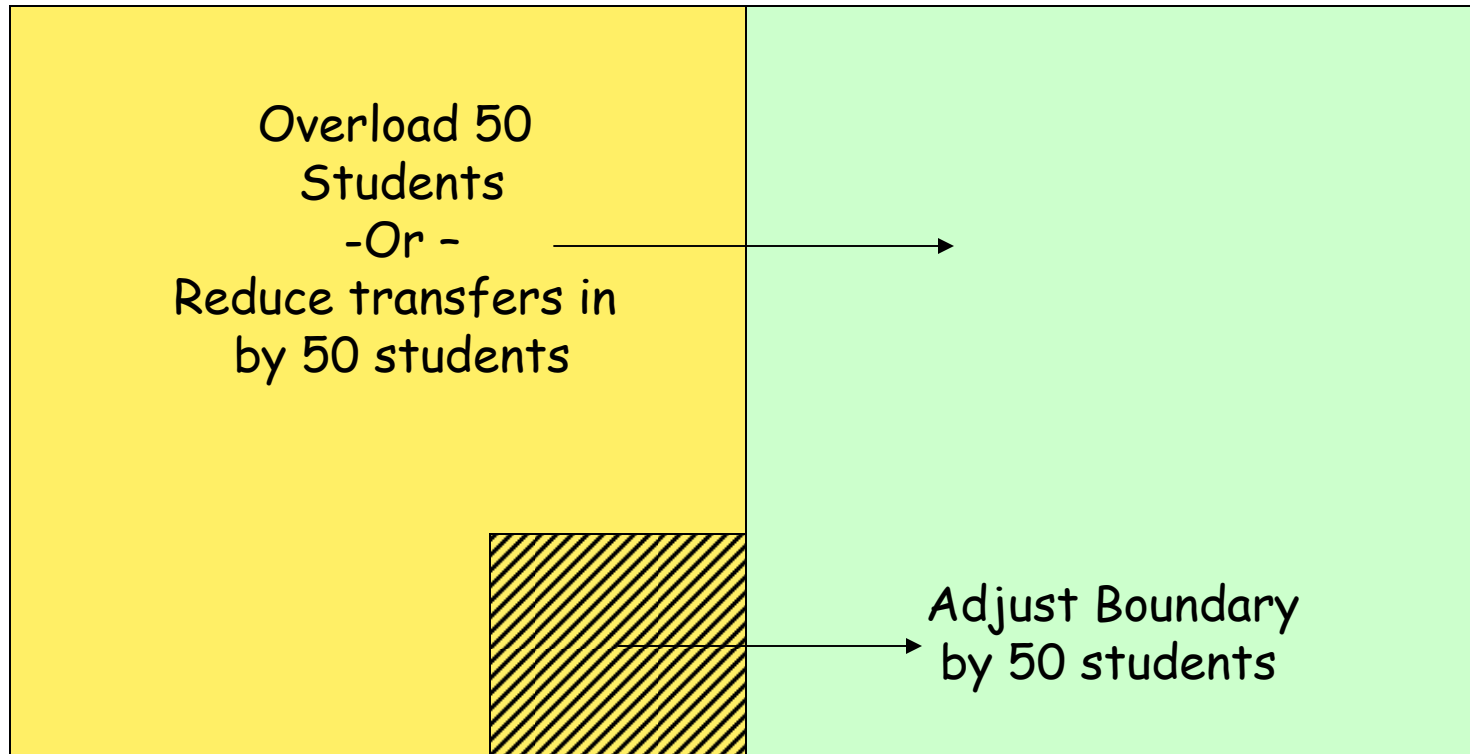 Overload 50
Students
-Or –
Reduce transfers in
by 50 students
Adjust Boundary
by 50 students